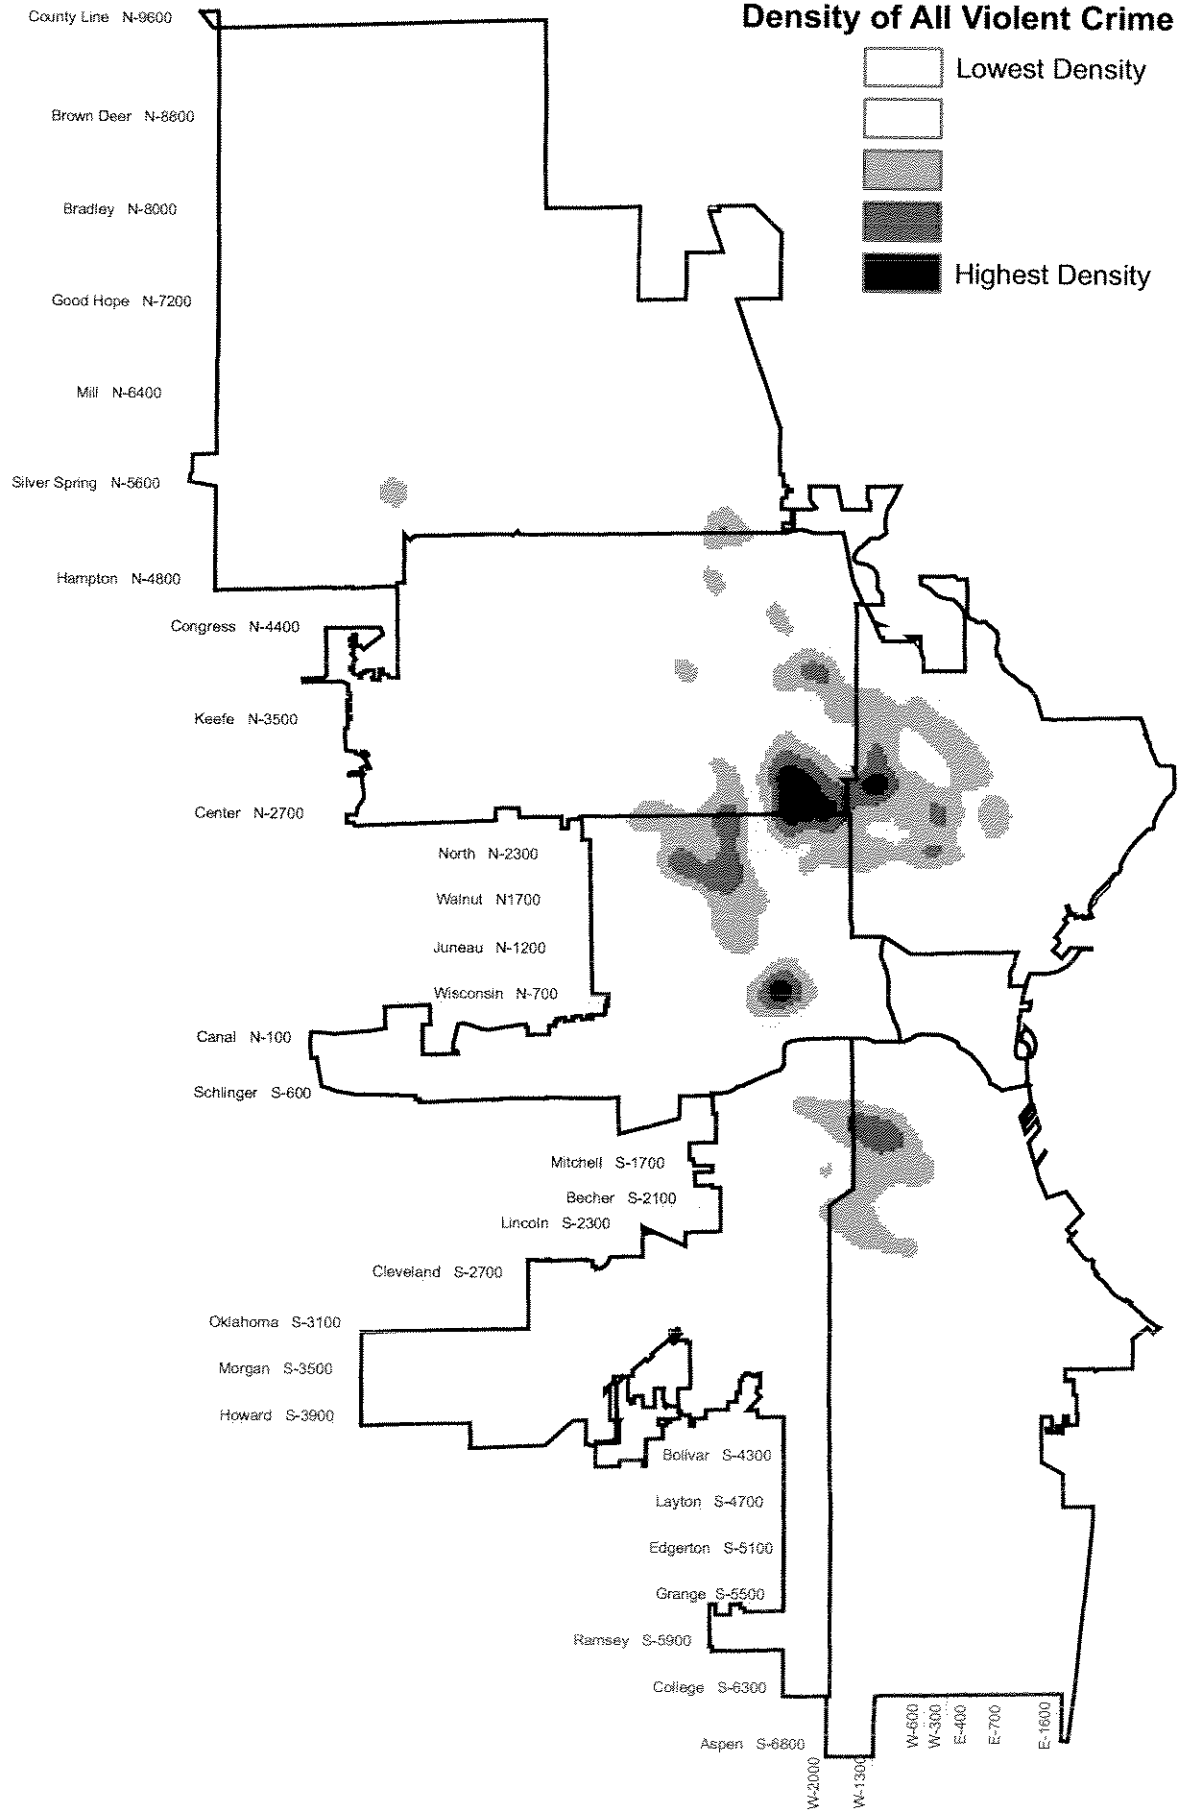 Density of All Violent Crime
Lowest Density
Highest Density
County Line N-9600
Brown Deer N-8800
Bradley N-8000
Good Hope N-7200
Mill N-6400
Silver Spring N-5600
Hampton N-4800
Congress N-4400
Keefe N-3500
Center N-2700
North N-2300
Walnut N1700
Juneau N-1200
Wisconsin N-700
Canal N-100
Schlinger S-600
Mitchell S-1700
Becher S-2100
Lincoln S-2300
Cleveland S-2700
Oklahoma S-3100
Morgan S-3500
Howard S-3900
Bolivar S-4300
Layton S-4700
Edgerton S-5100
Grange S-5500
Ramsey S-5900
College S-6300
Aspen S-6800
W-2000
W-1300
W-600
W-300
E-400
E-700
E-1600